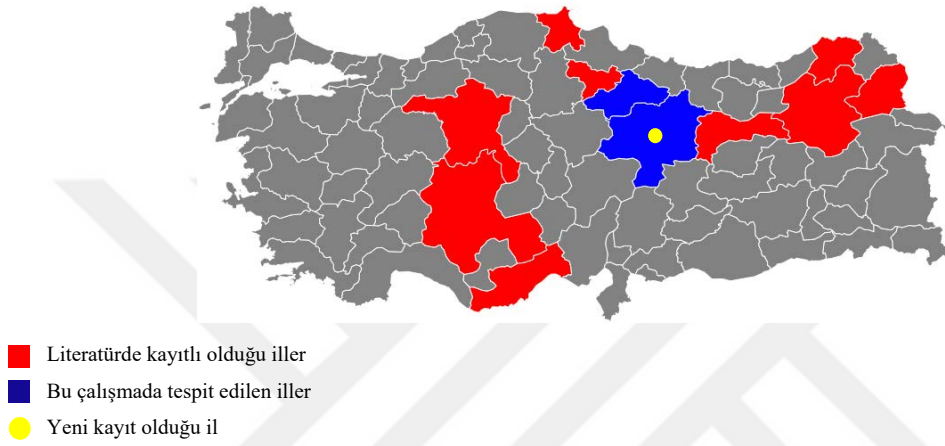 Literatürde kayıtlı olduğu iller
Bu çalışmada tespit edilen iller
Yeni kayıt olduğu il